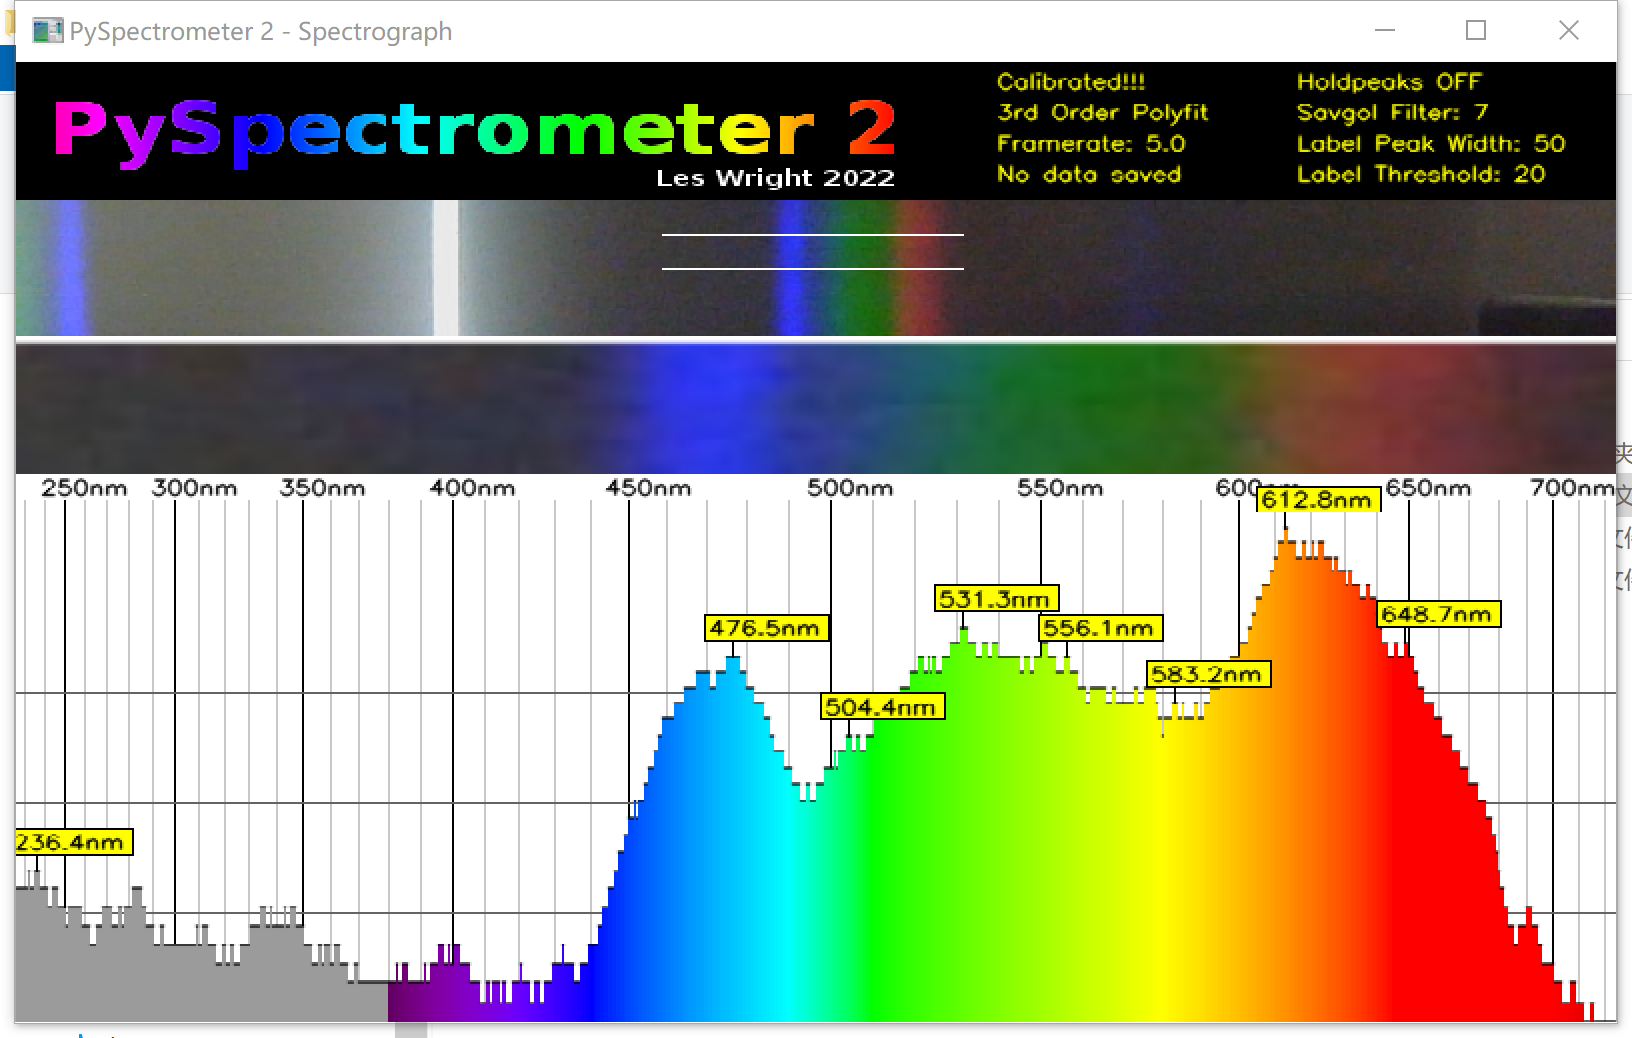 PySpectrometer 2 - Spectrograph
PySpectrometer 2
Les Wright 2022
Calibrated!!!
3rd Order Polyfit
Framerate: 5.0
No data saved
Holdpeaks OFF
Savgol Filter: 7
Label Peak Width: 50
Label Threshold: 20
250nm 300nm 350nm 400nm 450nm 500nm 550nm 600nm 650nm 700nm
612.8nm
531.3nm
476.5nm
556.1nm
648.7nm
583.2nm
504.4nm
236.4nm